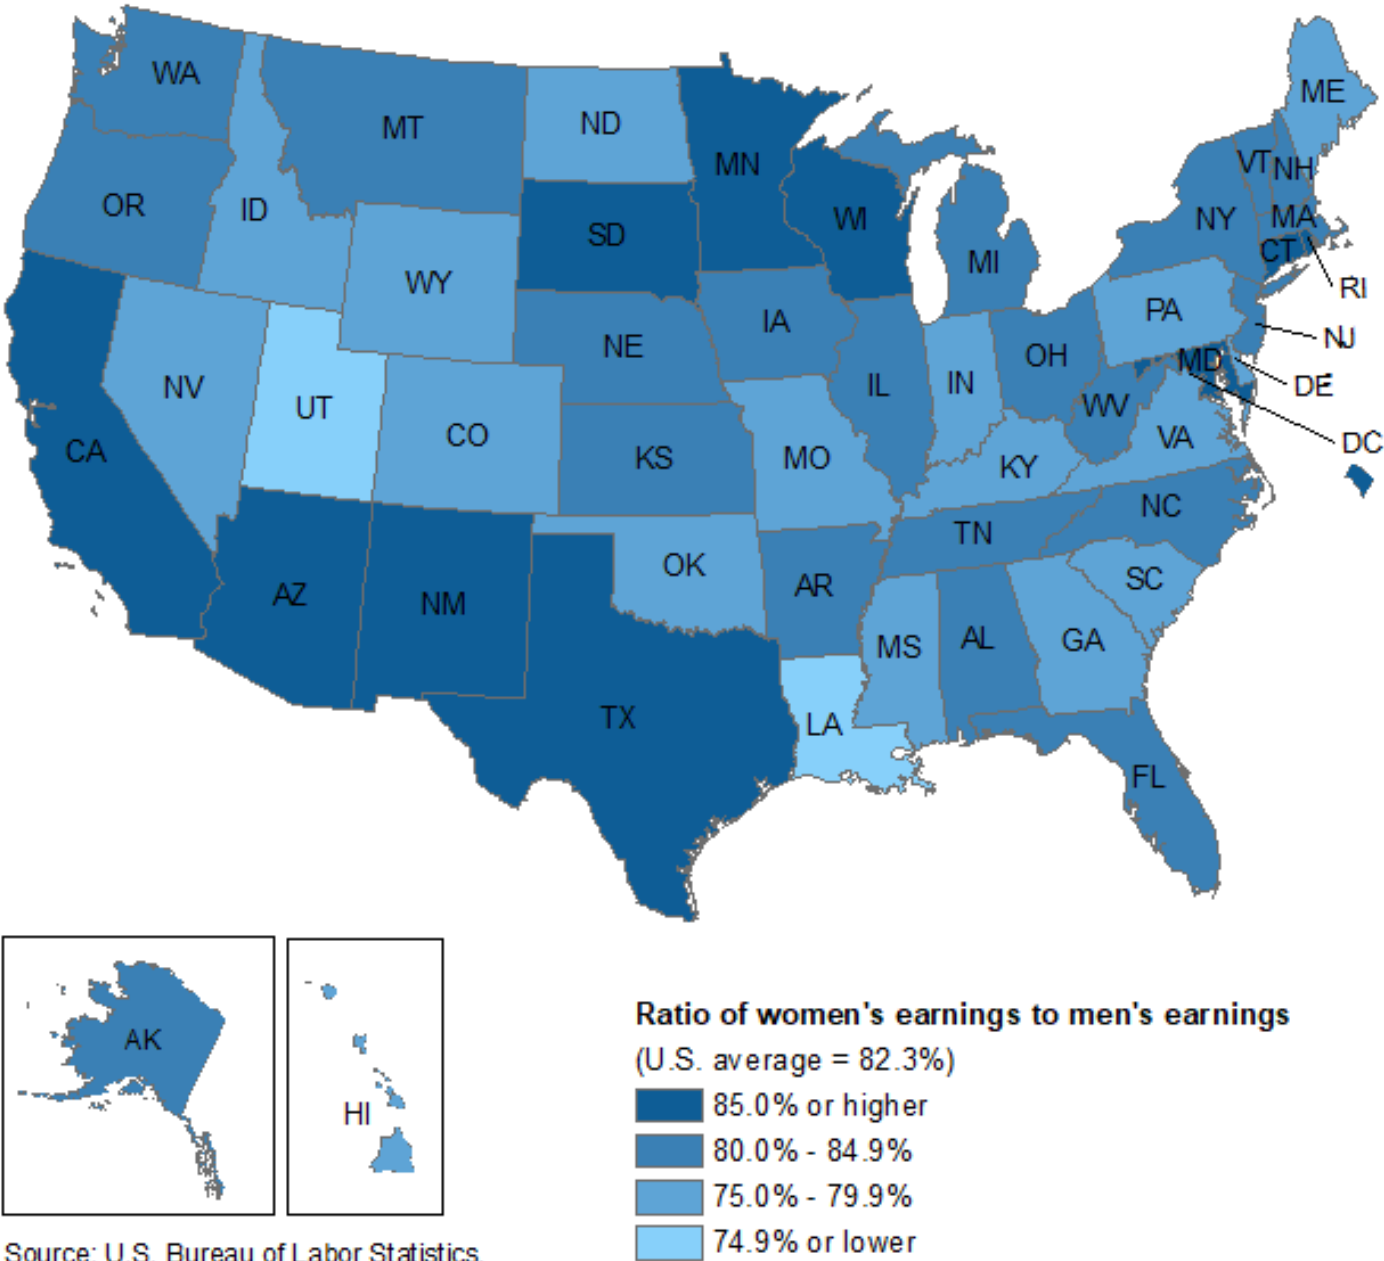 WA
MT
ND
MN
ME
VT
NH
OR
ID
SD
WI
NY
MA
CT
RI
WY
MI
PA
NJ
IA
NE
OH
MD
DE
NV
UT
IL
IN
WV
DC
CA
CO
KS
MO
KY
VA
NC
TN
OK
AR
SC
AZ
NM
MS
AL
GA
TX
LA
FL
AK
HI
Ratio of women's earnings to men's earnings
(U.S. average = 82.3%)
85.0% or higher
80.0% - 84.9%
75.0% - 79.9%
74.9% or lower
Source: U.S. Bureau of Labor Statistics.